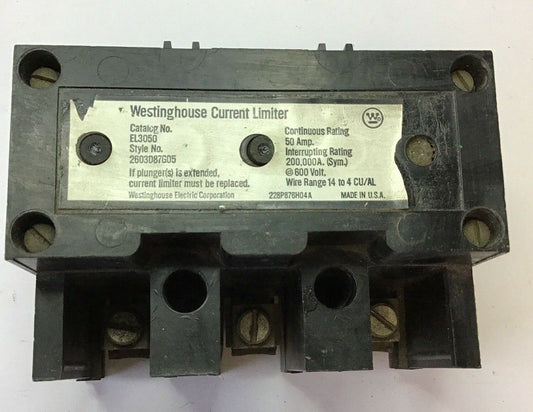 Westinghouse Current Limiter
Catalog No.
EL3050
Style No.
2603D87G05
If plunger(s) is extended,
current limiter must be replaced.
Westinghouse Electric Corporation
Continuous Rating
50 Amp.
Interrupting Rating
200,000A. (Sym.)
@ 600 Volt.
Wire Range 14 to 4 CU/AL
228P876H04A MADE IN U.S.A.